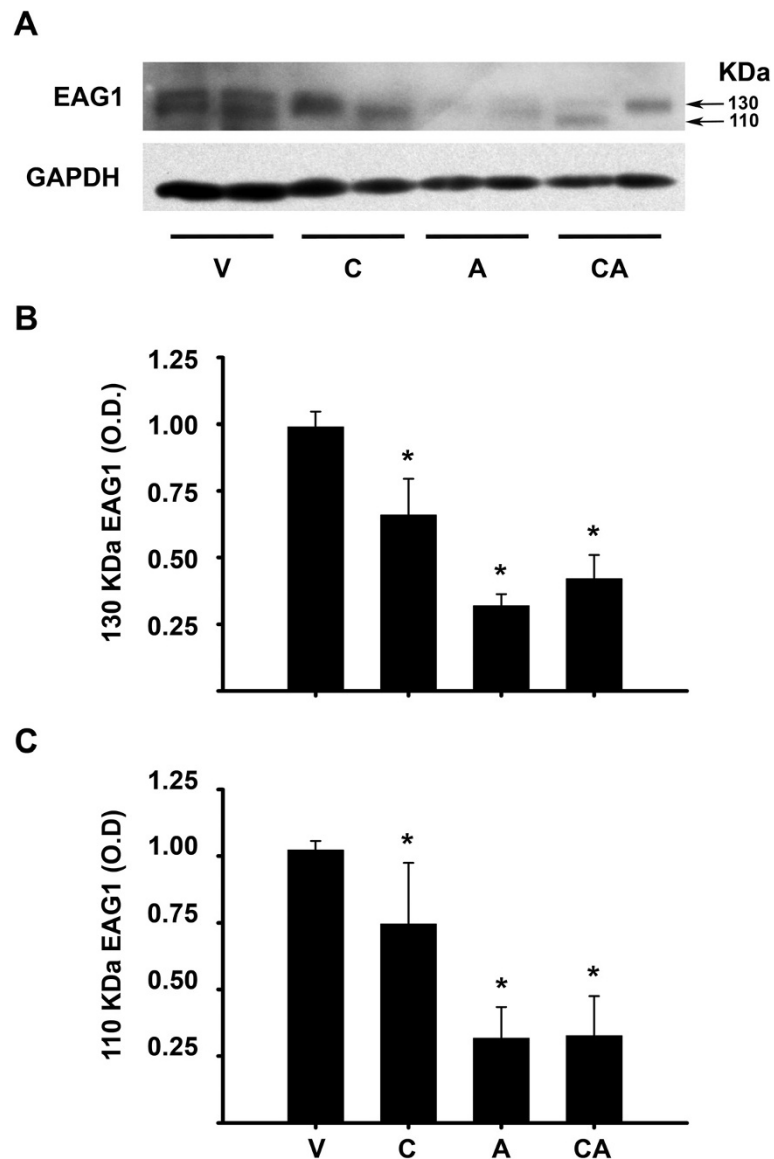 A
KDa
EAG1
130
110
GAPDH
V C A CA
B
130 KDa EAG1 (O.D.)
1.25
1.00
0.75
0.50
0.25
*
*
*
C
110 KDa EAG1 (O.D)
1.25
1.00
0.75
0.50
0.25
*
*
*
V C A CA